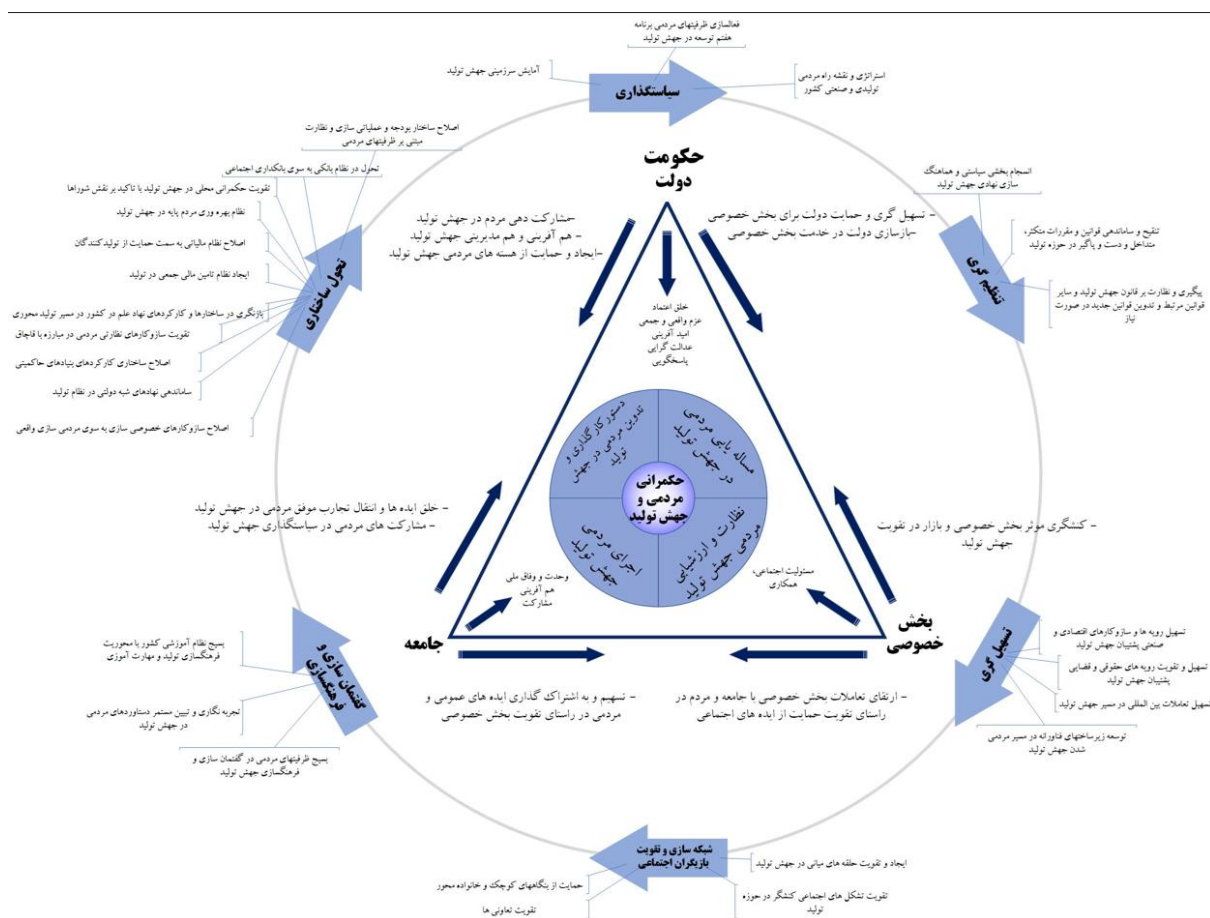 فعالسازی ظرفیتهای مردمی برنامه
هفتم توسعه در جهش تولید
آمایش سرزمینی جهش تولید
استراتژی و نقشه راه مردمی
تولیدی و صنعتی کشور
سیاستگذاری
انسجام بخشی سیاستی و هماهنگ
سازی نهادی جهش تولید
تنقیح و ساماندهی قوانین و مقررات متکثر،
متداخل و دست و پاگیر در حوزه تولید
پیگیری و نظارت بر قانون جهش تولید و سایر
قوانین مرتبط و تدوین قوانین جدید در صورت
نیاز
تنظیم گری
تسهیل گری
تسهیل رویه ها و سازوکارهای اقتصادی و
صنعتی پشتیبان جهش تولید
تسهیل و تقویت رویه های حقوقی و قضایی
پشتیبان جهش تولید
تسهیل تعاملات بین المللی در مسیر جهش تولید
توسعه زیرساختهای فناورانه در مسیر مردمی
شدن جهش تولید
شبکه سازی و تقویت
بازیگران اجتماعی
ایجاد و تقویت حلقه های میانی در جهش تولید
تقویت تشکل های اجتماعی کنشگر در حوزه
تولید
حمایت از بنگاههای کوچک و خانواده محور
تقویت تعاونی ها
گفتمان سازی و
فرهنگسازی
بسیج نظام آموزشی کشور با محوریت
فرهنگسازی تولید و مهارت آموزی
تجربه نگاری و تبیین مستمر دستاوردهای مردمی
در جهش تولید
بسیج ظرفیتهای مردمی در گفتمان سازی و
فرهنگسازی جهش تولید
تحول ساختاری
اصلاح ساختار بودجه و عملیاتی سازی و نظارت
مبتنی بر ظرفیتهای مردمی
تحول در نظام بانکی به سوی بانکداری اجتماعی
تقویت حکمرانی محلی در جهش تولید با تاکید بر نقش شوراها
نظام بهره وری مردم پایه در جهش تولید
اصلاح نظام مالیاتی به سمت حمایت از تولیدکنندگان
ایجاد نظام تامین مالی جمعی در تولید
بازنگری در ساختارها و کارکردهای نهاد علم در کشور در مسیر تولید محوری
تقویت سازوکارهای نظارتی مردمی در مبارزه با قاچاق
اصلاح ساختاری کارکردهای بنیادهای حاکمیتی
ساماندهی نهادهای شبه دولتی در نظام تولید
اصلاح سازوکارهای خصوصی سازی به سوی مردمی سازی واقعی
حکومت
دولت
- تسهیل گری و حمایت دولت برای بخش خصوصی
-بازسازی دولت در خدمت بخش خصوصی
-مشارکت دهی مردم در جهش تولید
- هم آفرینی و هم مدیریتی جهش تولید
-ایجاد و حمایت از هسته های مردمی جهش تولید
خلق اعتماد
عزم واقعی و جمعی
امید آفرینی
عدالت گرایی
پاسخگویی
مساله یابی مردمی
در جهش تولید
دستورکارگذاری و
تدوین مردمی در جهش
تولید
حکمرانی
مردمی و
جهش تولید
نظارت و ارزشیابی
مردمی جهش تولید
اجرای مردمی
جهش تولید
- خلق ایده ها و انتقال تجارب موفق مردمی در جهش تولید
- مشارکت های مردمی در سیاستگذاری جهش تولید
- کنشگری موثر بخش خصوصی و بازار در تقویت
جهش تولید
مسئولیت اجتماعی،
همکاری
وحدت و وفاق ملی
هم آفرینی
مشارکت
بخش
خصوصی
جامعه
- ارتقای تعاملات بخش خصوصی با جامعه و مردم در
راستای تقویت حمایت از ایده های اجتماعی
- تسهیم و به اشتراک گذاری ایده های عمومی و
مردمی در راستای تقویت بخش خصوصی